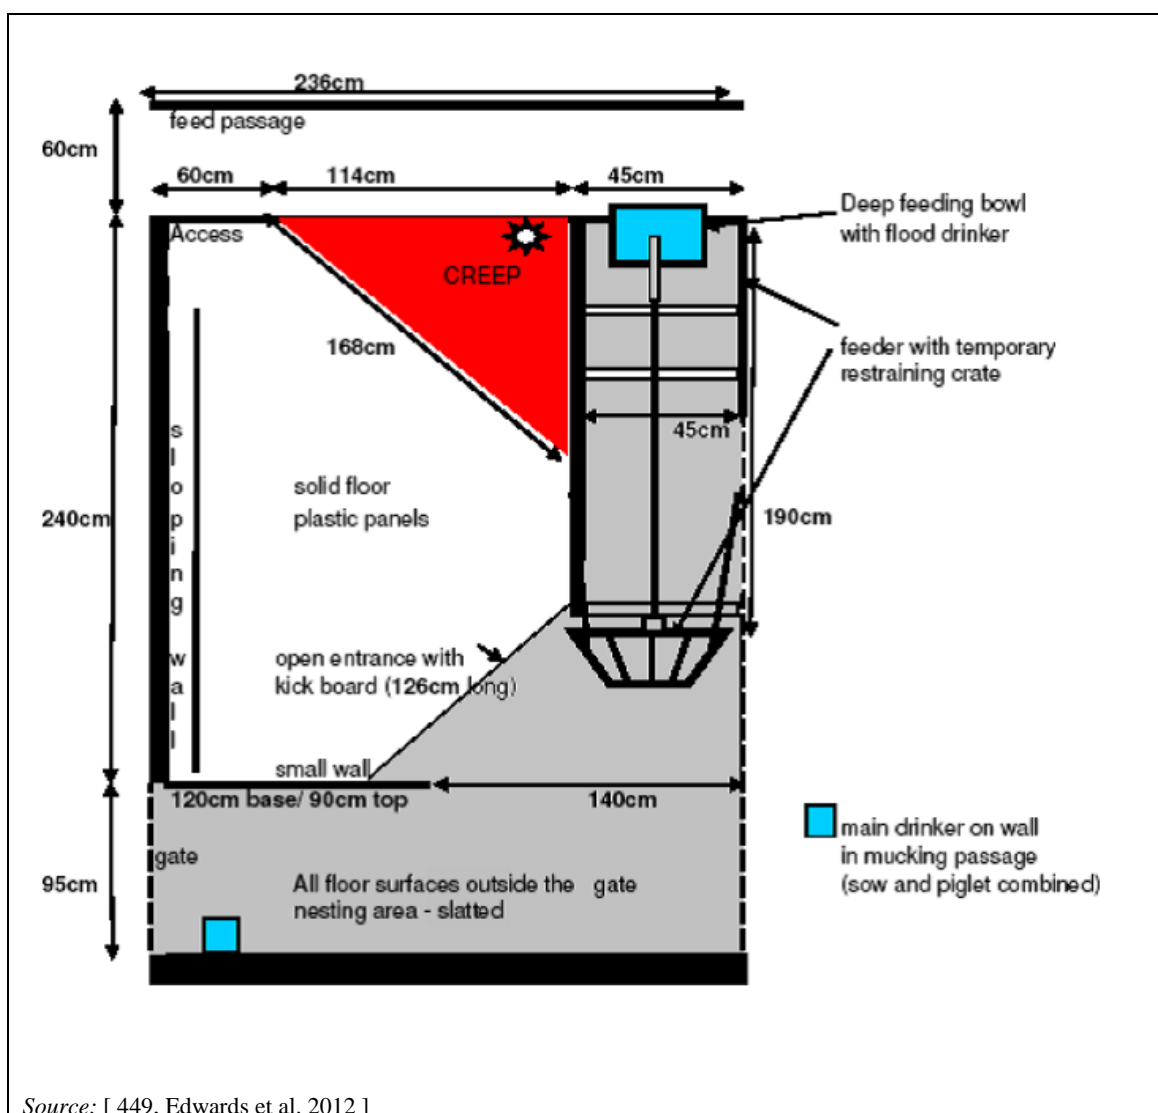 236cm
feed passage
60cm
60cm
114cm
45cm
Deep feeding bowl
with flood drinker
Access
CREEP
168cm
feeder with temporary
restraining crate
45cm
sloping wall
solid floor
plastic panels
240cm
190cm
open entrance with
kick board (126cm long)
small wall
120cm base/ 90cm top
140cm
main drinker on wall
in mucking passage
(sow and piglet combined)
gate
95cm
All floor surfaces outside the
nesting area - slatted
gate
Source: [ 449, Edwards et al. 2012 ]